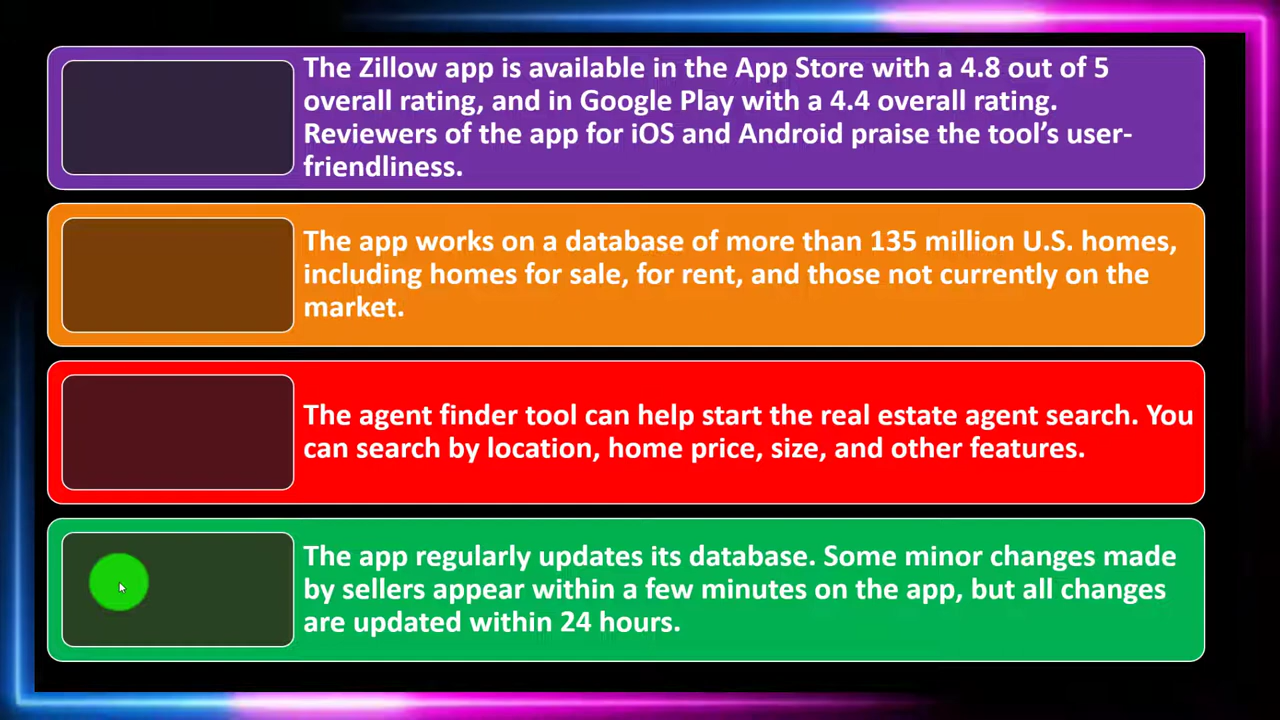 The Zillow app is available in the App Store with a 4.8 out of 5
overall rating, and in Google Play with a 4.4 overall rating.
Reviewers of the app for iOS and Android praise the tool’s user-
friendliness.
The app works on a database of more than 135 million U.S. homes,
including homes for sale, for rent, and those not currently on the
market.
The agent finder tool can help start the real estate agent search. You
can search by location, home price, size, and other features.
The app regularly updates its database. Some minor changes made
by sellers appear within a few minutes on the app, but all changes
are updated within 24 hours.